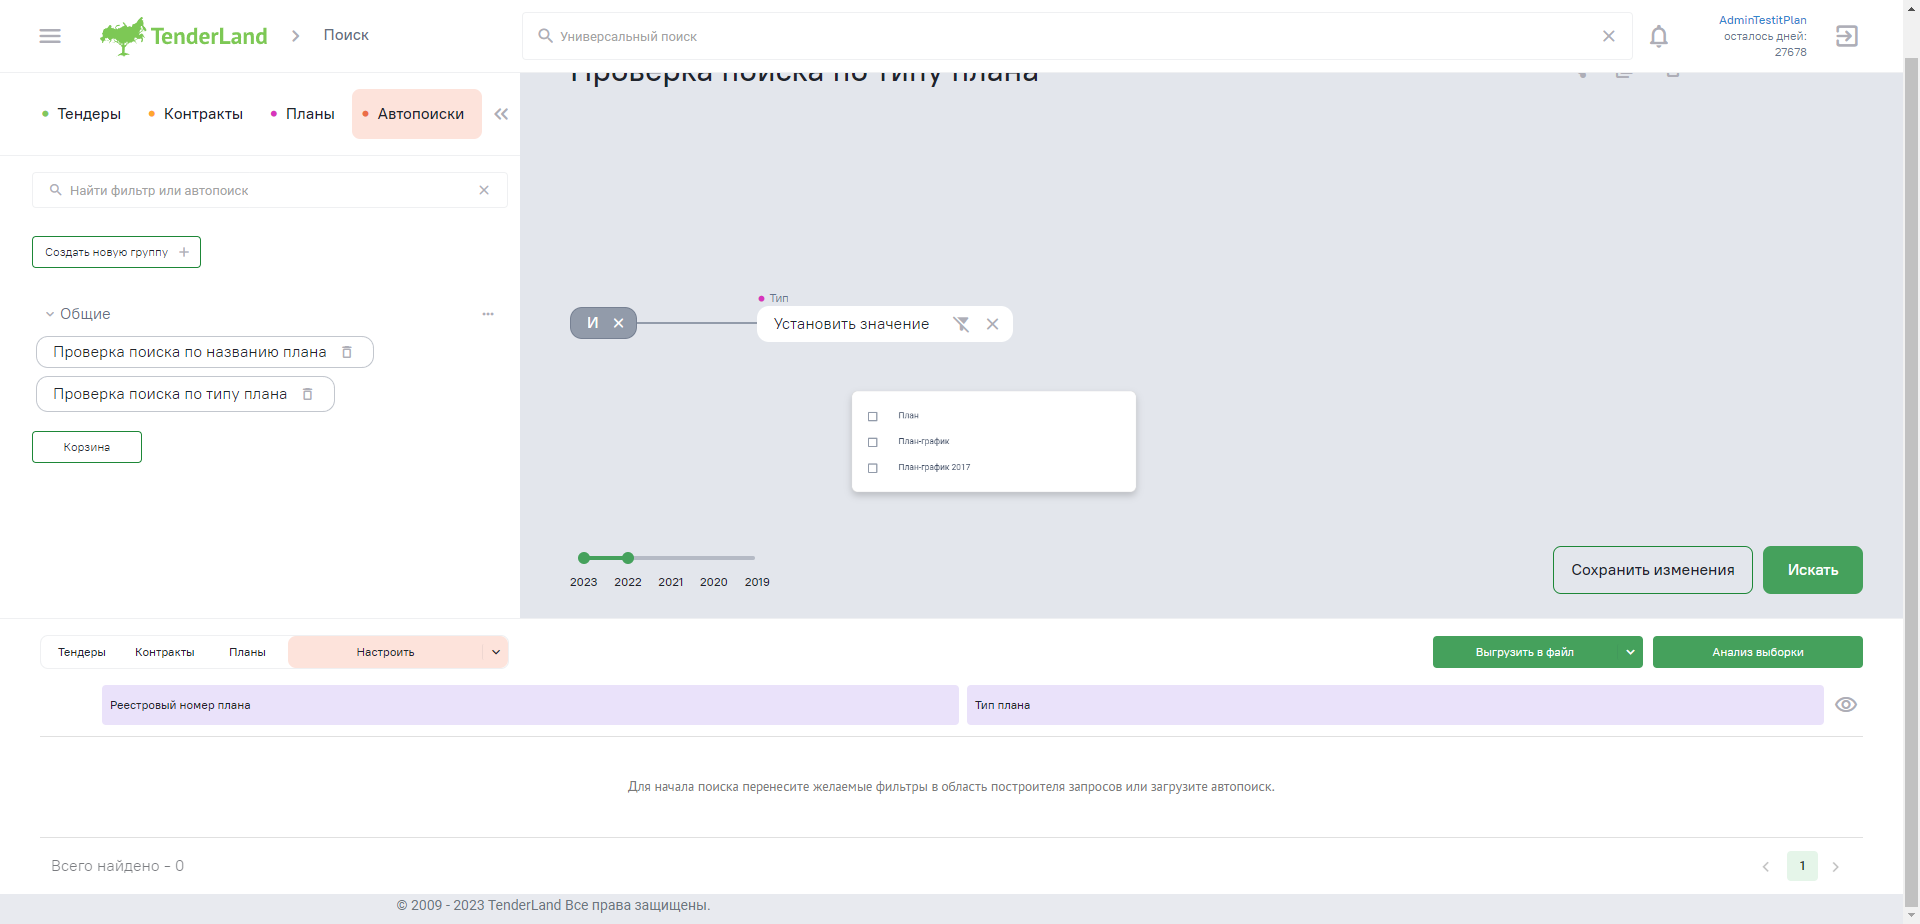 TenderLand
Поиск
Универсальный поиск
AdminTestitPlan
осталось дней:
27678
Тендеры
Контракты
Планы
Автопоиски
Проверка поиска по типу плана
Найти фильтр или автопоиск
Создать новую группу
Общие
Проверка поиска по названию плана
Проверка поиска по типу плана
Корзина
И
Тип
Установить значение
План
План-график
План-график 2017
2023 2022 2021 2020 2019
Сохранить изменения
Искать
Тендеры
Контракты
Планы
Настроить
Выгрузить в файл
Анализ выборки
Реестровый номер плана
Тип плана
Для начала поиска перенесите желаемые фильтры в область построителя запросов или загрузите автопоиск.
Всего найдено - 0
1
© 2009 - 2023 TenderLand Все права защищены.